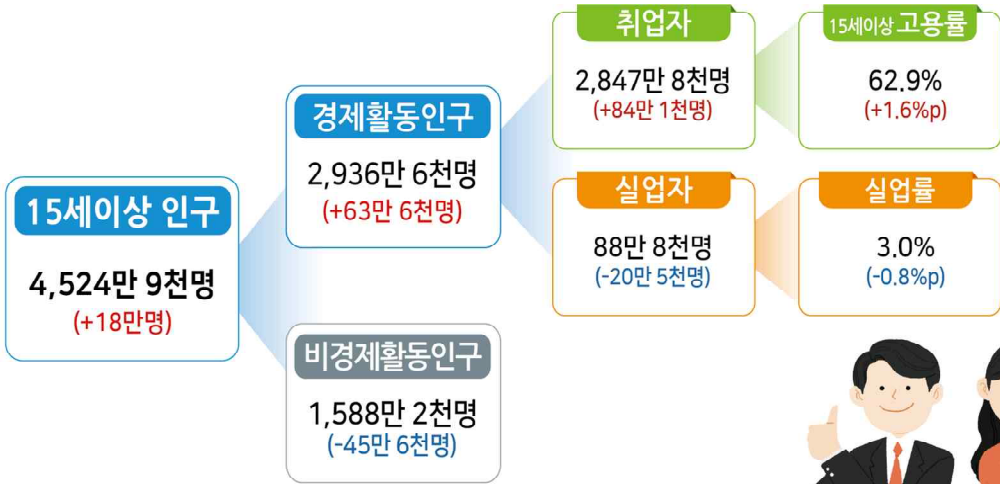 15세이상 인구
4,524만 9천명
(+18만명)
경제활동인구
2,936만 6천명
(+63만 6천명)
비경제활동인구
1,588만 2천명
(-45만 6천명)
취업자
2,847만 8천명
(+84만 1천명)
15세이상 고용률
62.9%
(+1.6%p)
실업자
88만 8천명
(-20만 5천명)
실업률
3.0%
(-0.8%p)